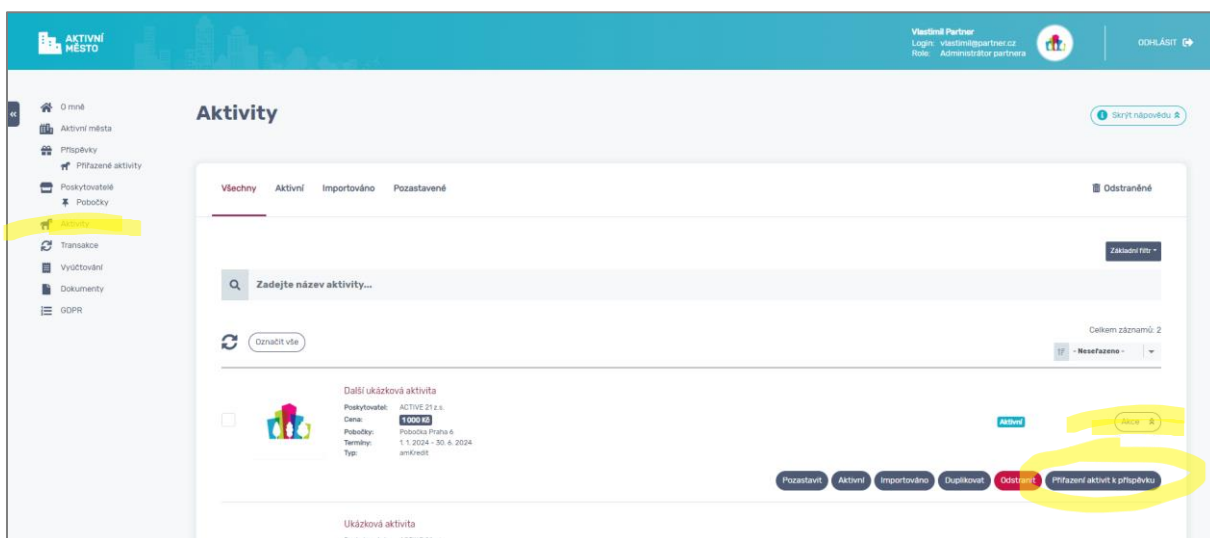 AKTIVNÍ
MĚSTO
Vlastimil Partner
Login: vlastimil@partner.cz
Role: Administrátor partnera
ODHLÁSIT
O mně
Aktivní města
Příspěvky
Přiřazené aktivity
Poskytovatelé
Pobočky
Aktivity
Transakce
Vyúčtování
Dokumenty
GDPR
Aktivity
Skrýt nápovědu
Všechny Aktivní Importováno Pozastavené
Odstraněné
Základní filtr
Zadejte název aktivity...
Označit vše
Celkem záznamů: 2
- Neseřazeno -
Další ukázková aktivita
Poskytovatel: ACTIVE 21 z.s.
Cena: 1 000 Kč
Pobočky: Pobočka Praha 6
Termíny: 1. 1. 2024 - 30. 6. 2024
Typ: amKredit
Aktivní
Akce
Pozastavit Aktivní Importováno Duplikovat Odstranit Přiřazení aktivit k příspěvku
Ukázková aktivita